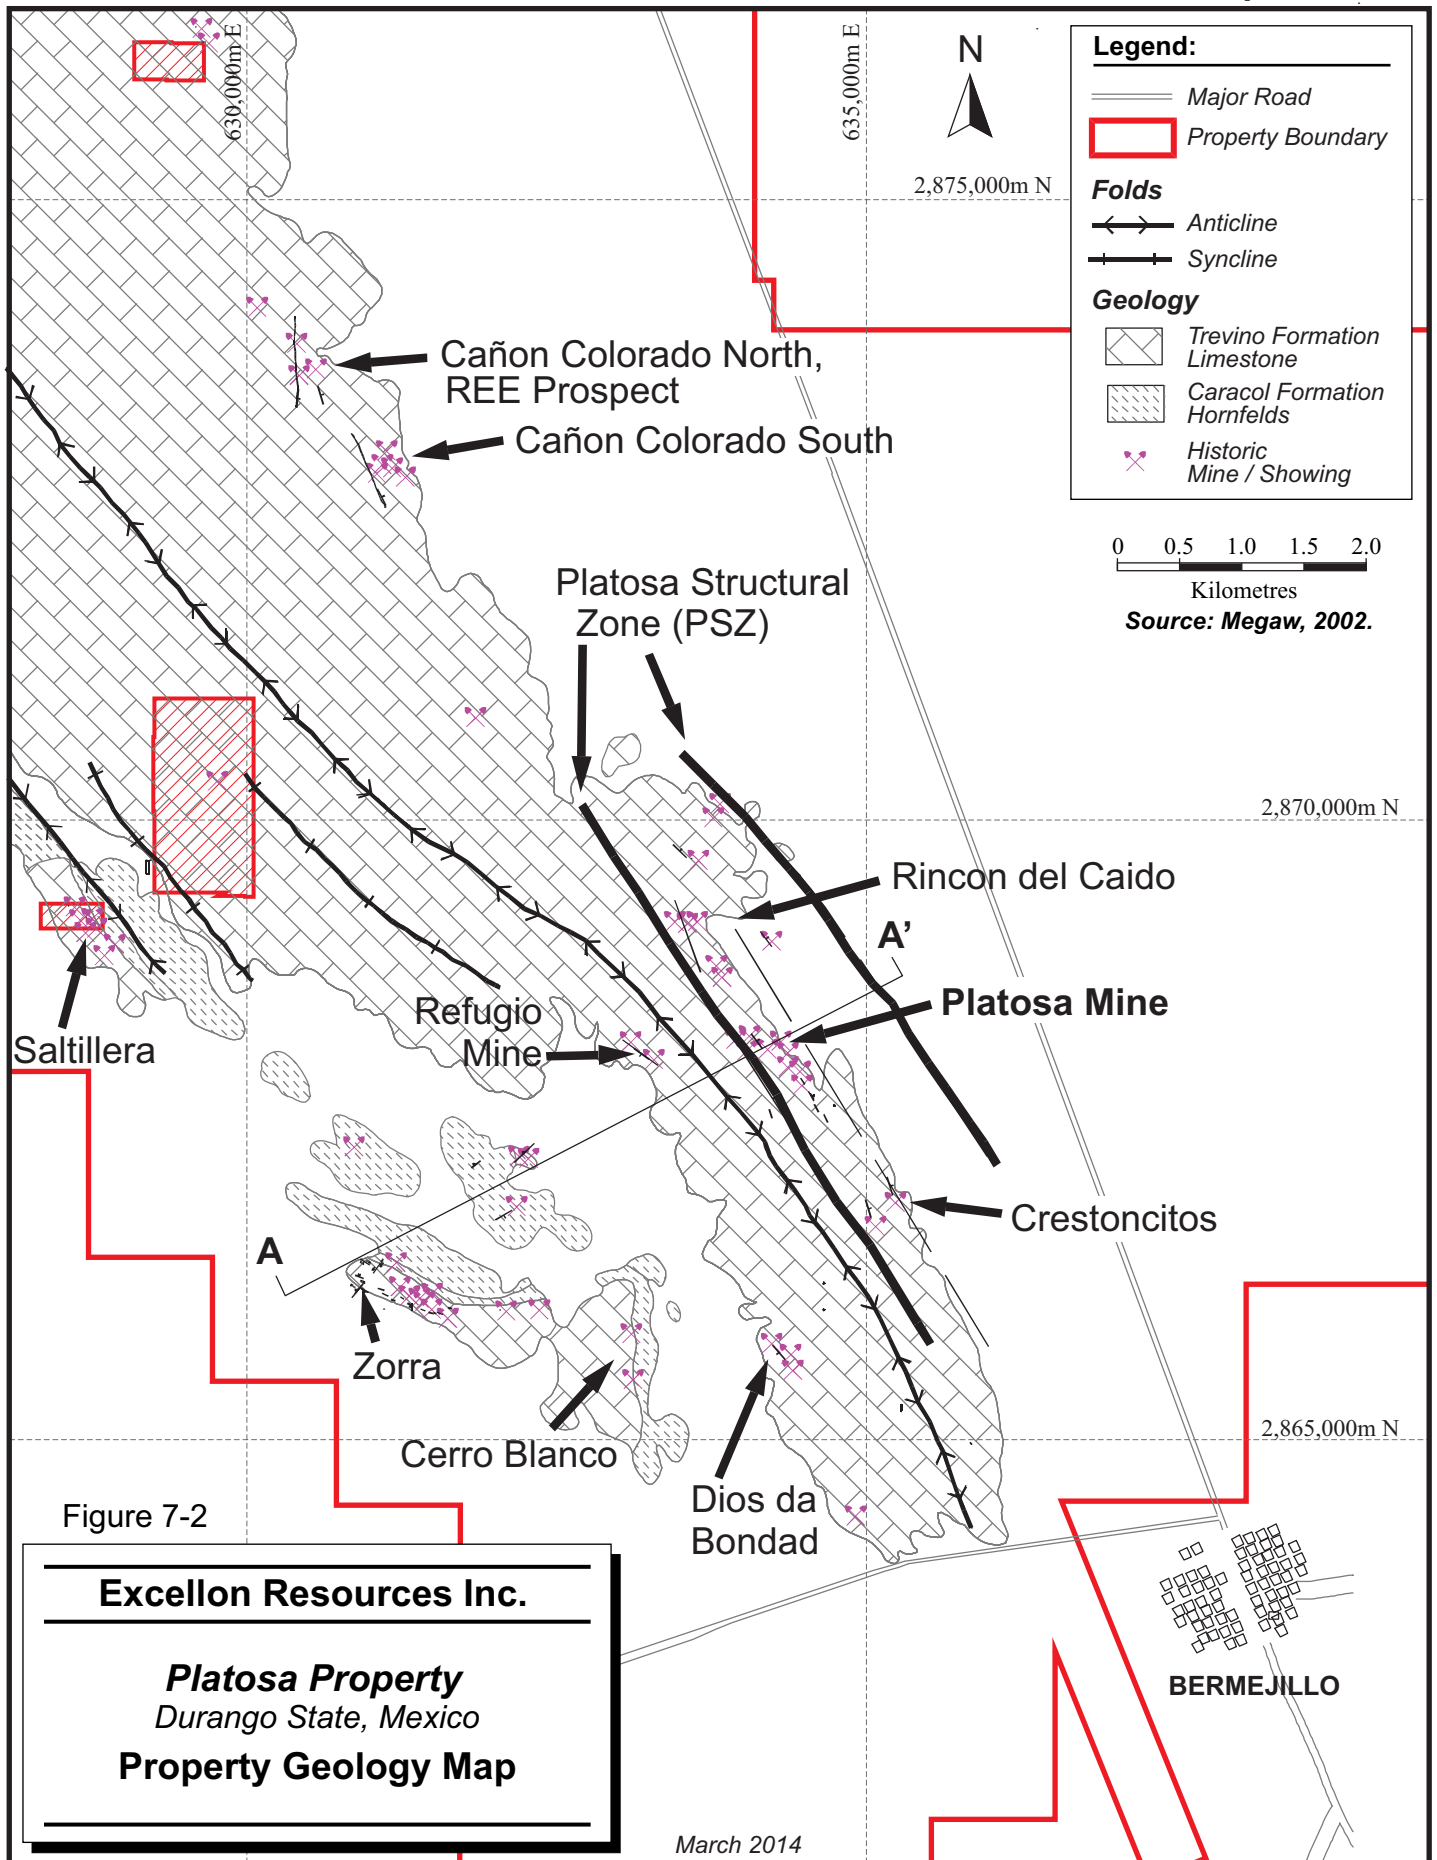 630,000m E
635,000m E
N
2,875,000m N
Legend:
Major Road
Property Boundary
Folds
Anticline
Syncline
Geology
Trevino Formation
Limestone
Caracol Formation
Hornfelds
Historic
Mine / Showing
0 0.5 1.0 1.5 2.0
Kilometres
Source: Megaw, 2002.
Cañon Colorado North,
REE Prospect
Cañon Colorado South
Platosa Structural
Zone (PSZ)
2,870,000m N
Rincon del Caido
A'
Platosa Mine
Refugio
Mine
Saltillera
Crestoncitos
A
Zorra
Cerro Blanco
2,865,000m N
Dios da
Bondad
BERMEJILLO
Figure 7-2
Excellon Resources Inc.
Platosa Property
Durango State, Mexico
Property Geology Map
March 2014